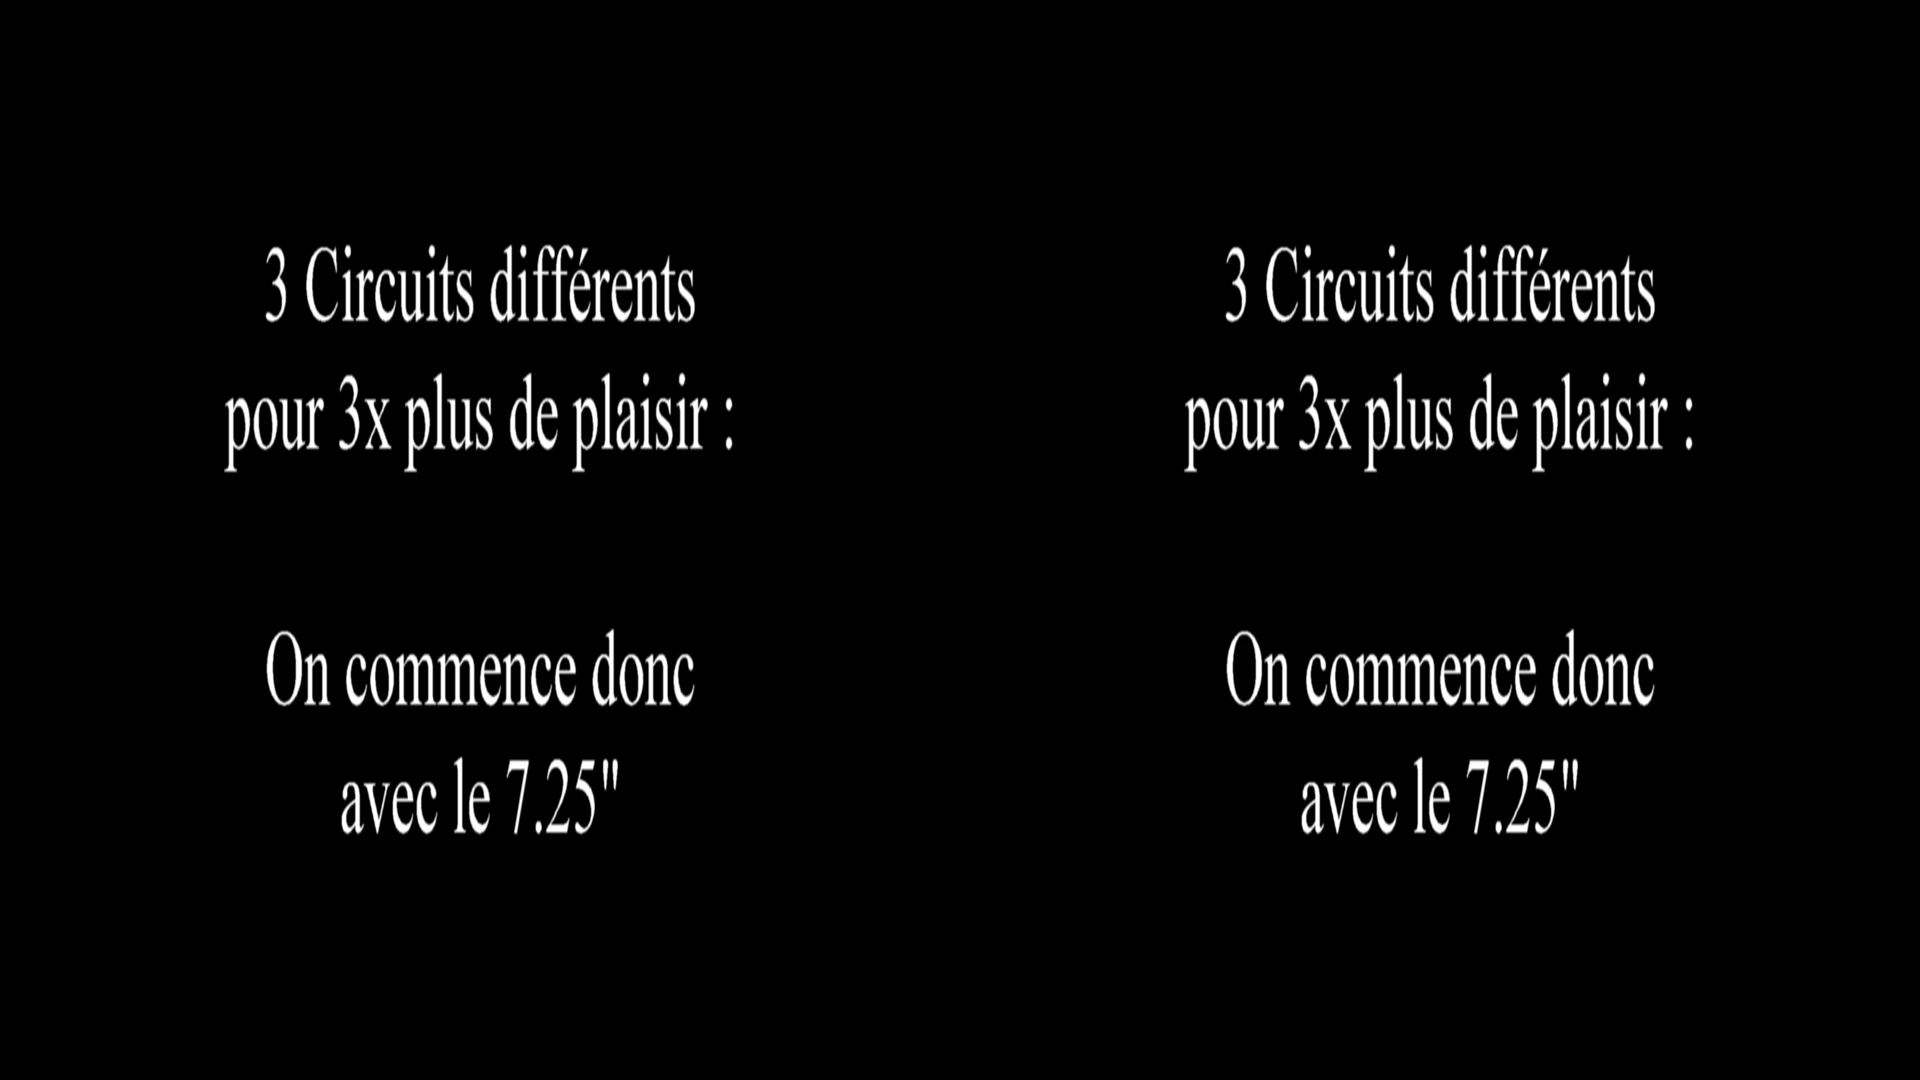 3 Circuits différents
pour 3x plus de plaisir :
On commence donc
avec le 7.25"
3 Circuits différents
pour 3x plus de plaisir :
On commence donc
avec le 7.25"